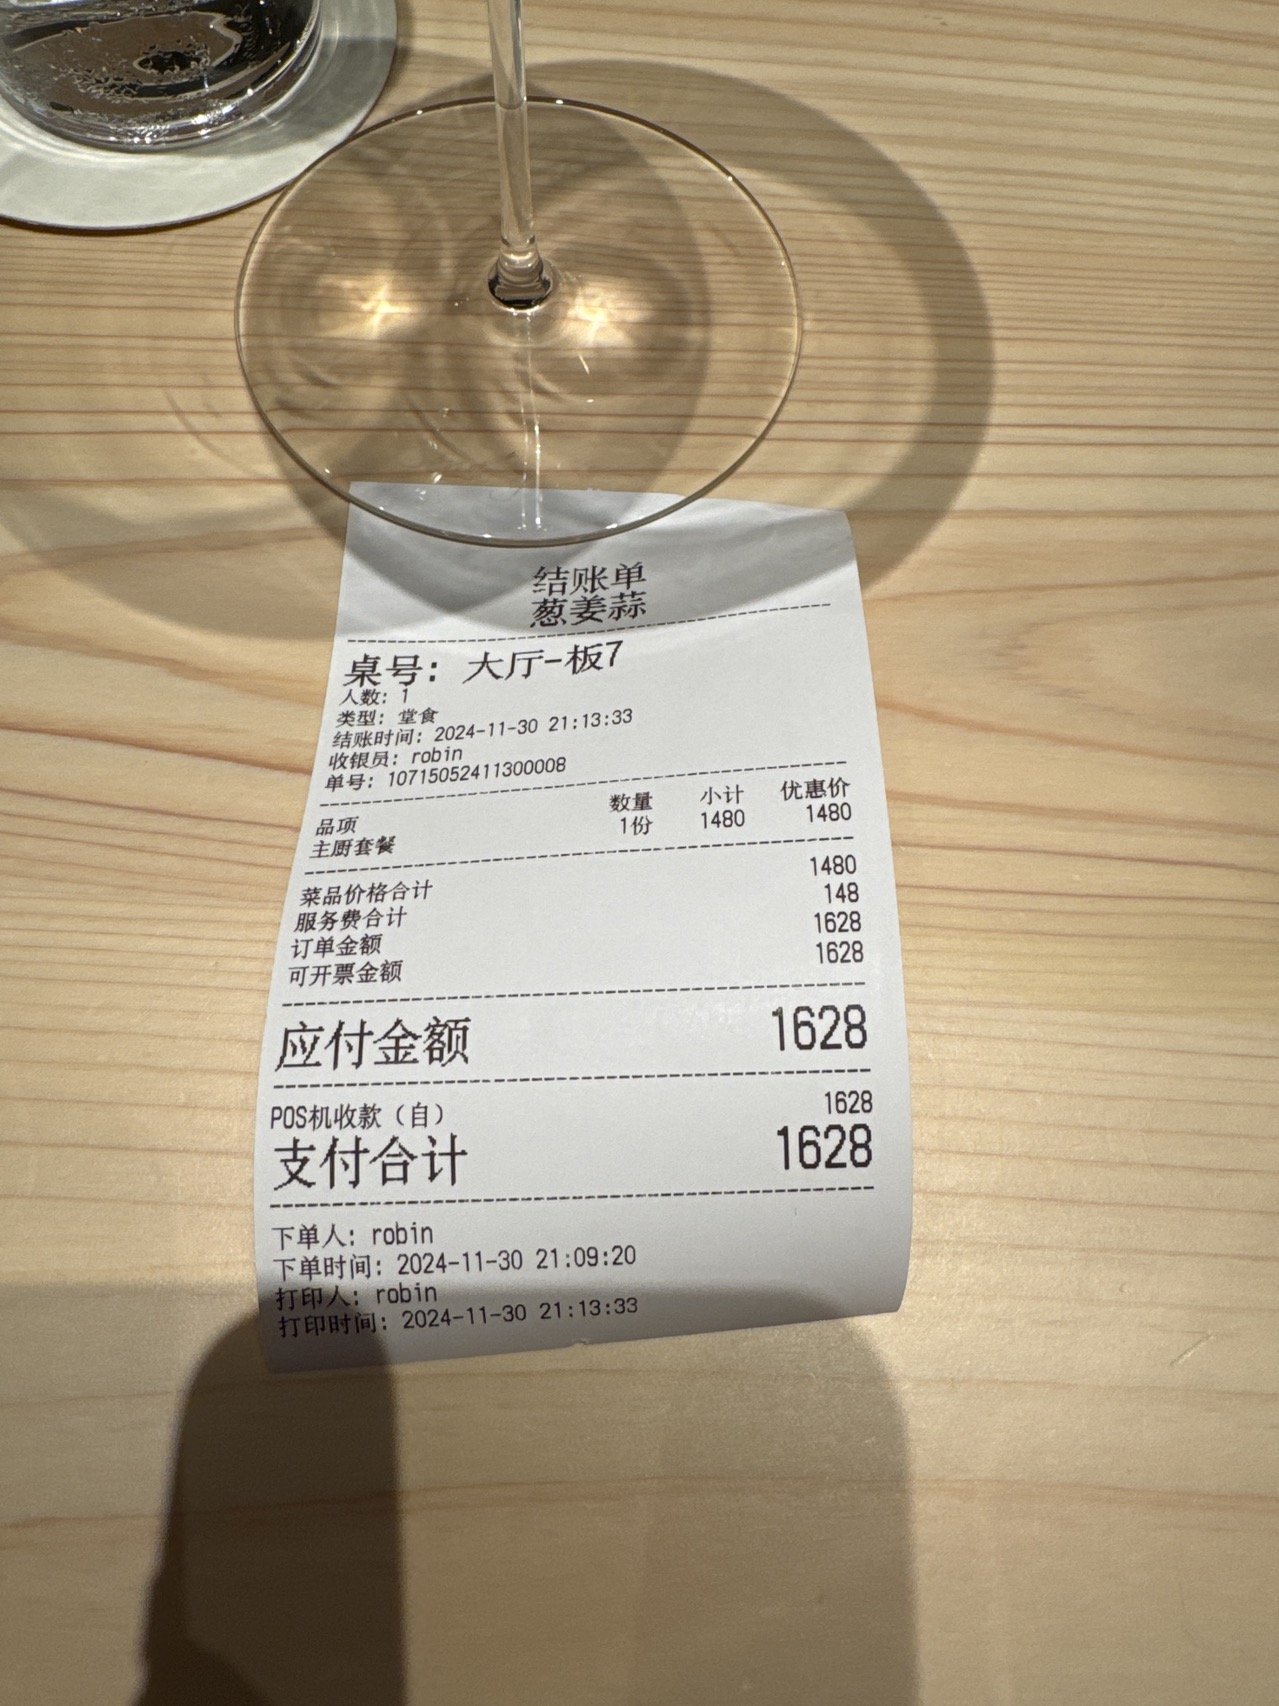 结账单
葱姜蒜
桌号: 大厅-板7
人数: 1
类型: 堂食
结账时间: 2024-11-30 21:13:33
收银员: robin
单号: 10715052411300008
品项 数量 小计 优惠价
主厨套餐 1份 1480 1480
菜品价格合计 1480
服务费合计 148
订单金额 1628
可开票金额 1628
应付金额 1628
POS机收款（自） 1628
支付合计 1628
下单人: robin
下单时间: 2024-11-30 21:09:20
打印人: robin
打印时间: 2024-11-30 21:13:33